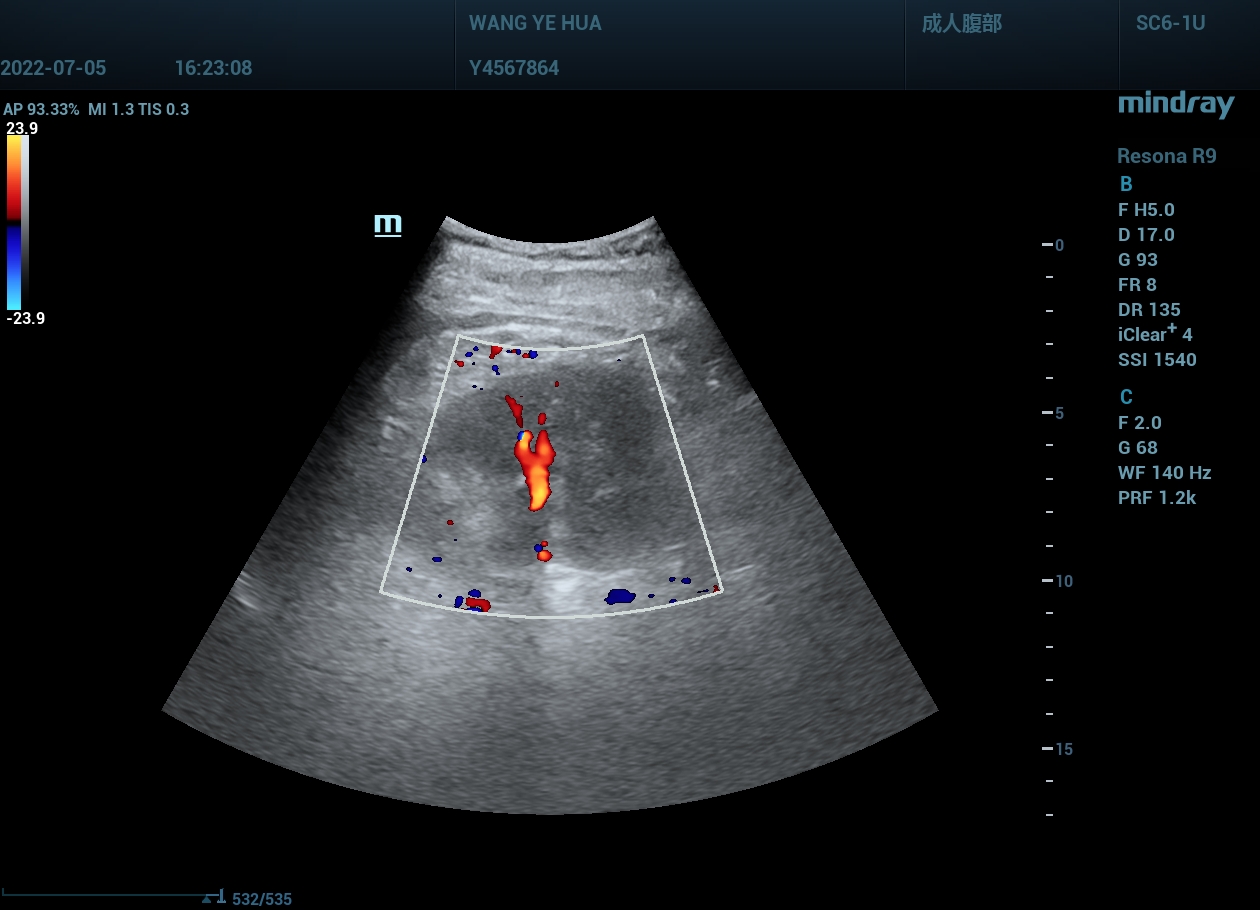 WANG YE HUA
成人腹部
SC6-1U
2022-07-05
16:23:08
Y4567864
mindray
AP 93.33% MI 1.3 TIS 0.3
23.9
-23.9
m
Resona R9
B
F H5.0
D 17.0
G 93
FR 8
DR 135
iClear+ 4
SSI 1540
C
F 2.0
G 68
WF 140 Hz
PRF 1.2k
0
5
10
15
1
532/535